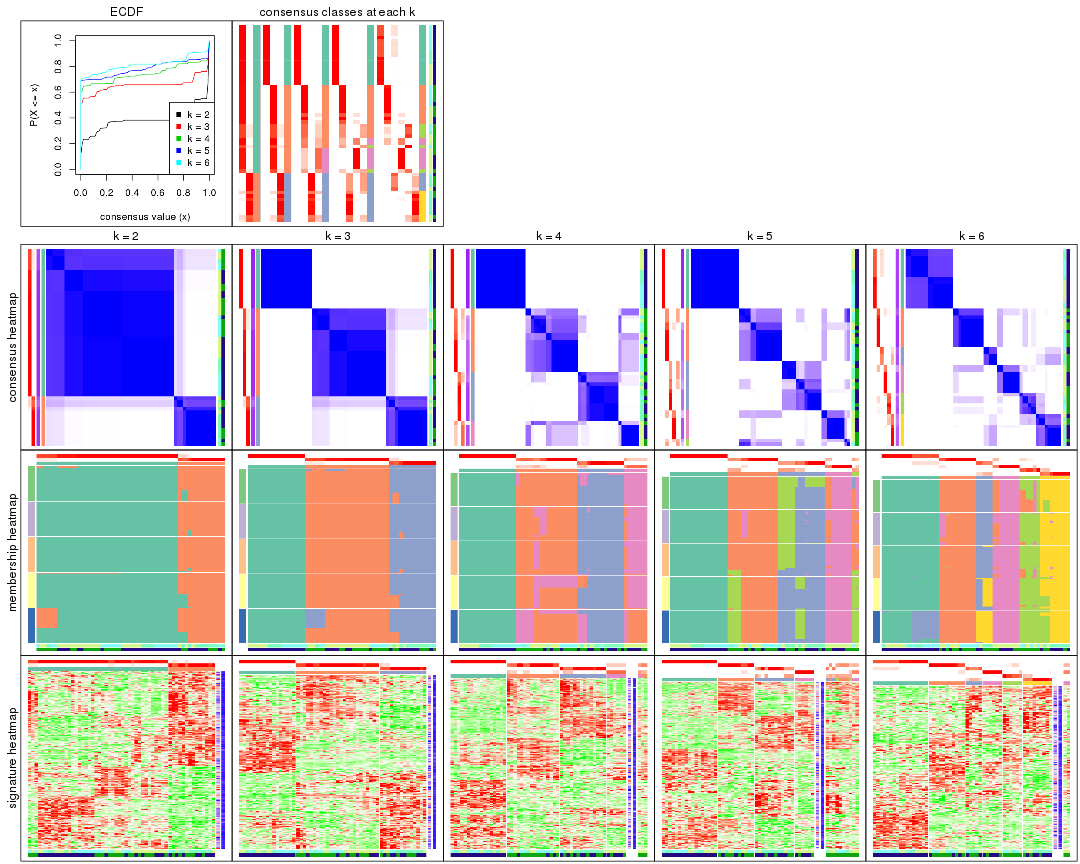 ECDF
consensus classes at each k
P(X <= x)
0.0
0.2
0.4
0.6
0.8
1.0
k = 2
k = 3
k = 4
k = 5
k = 6
0.0 0.2 0.4 0.6 0.8 1.0
consensus value (x)
k = 2
k = 3
k = 4
k = 5
k = 6
consensus heatmap
membership heatmap
signature heatmap